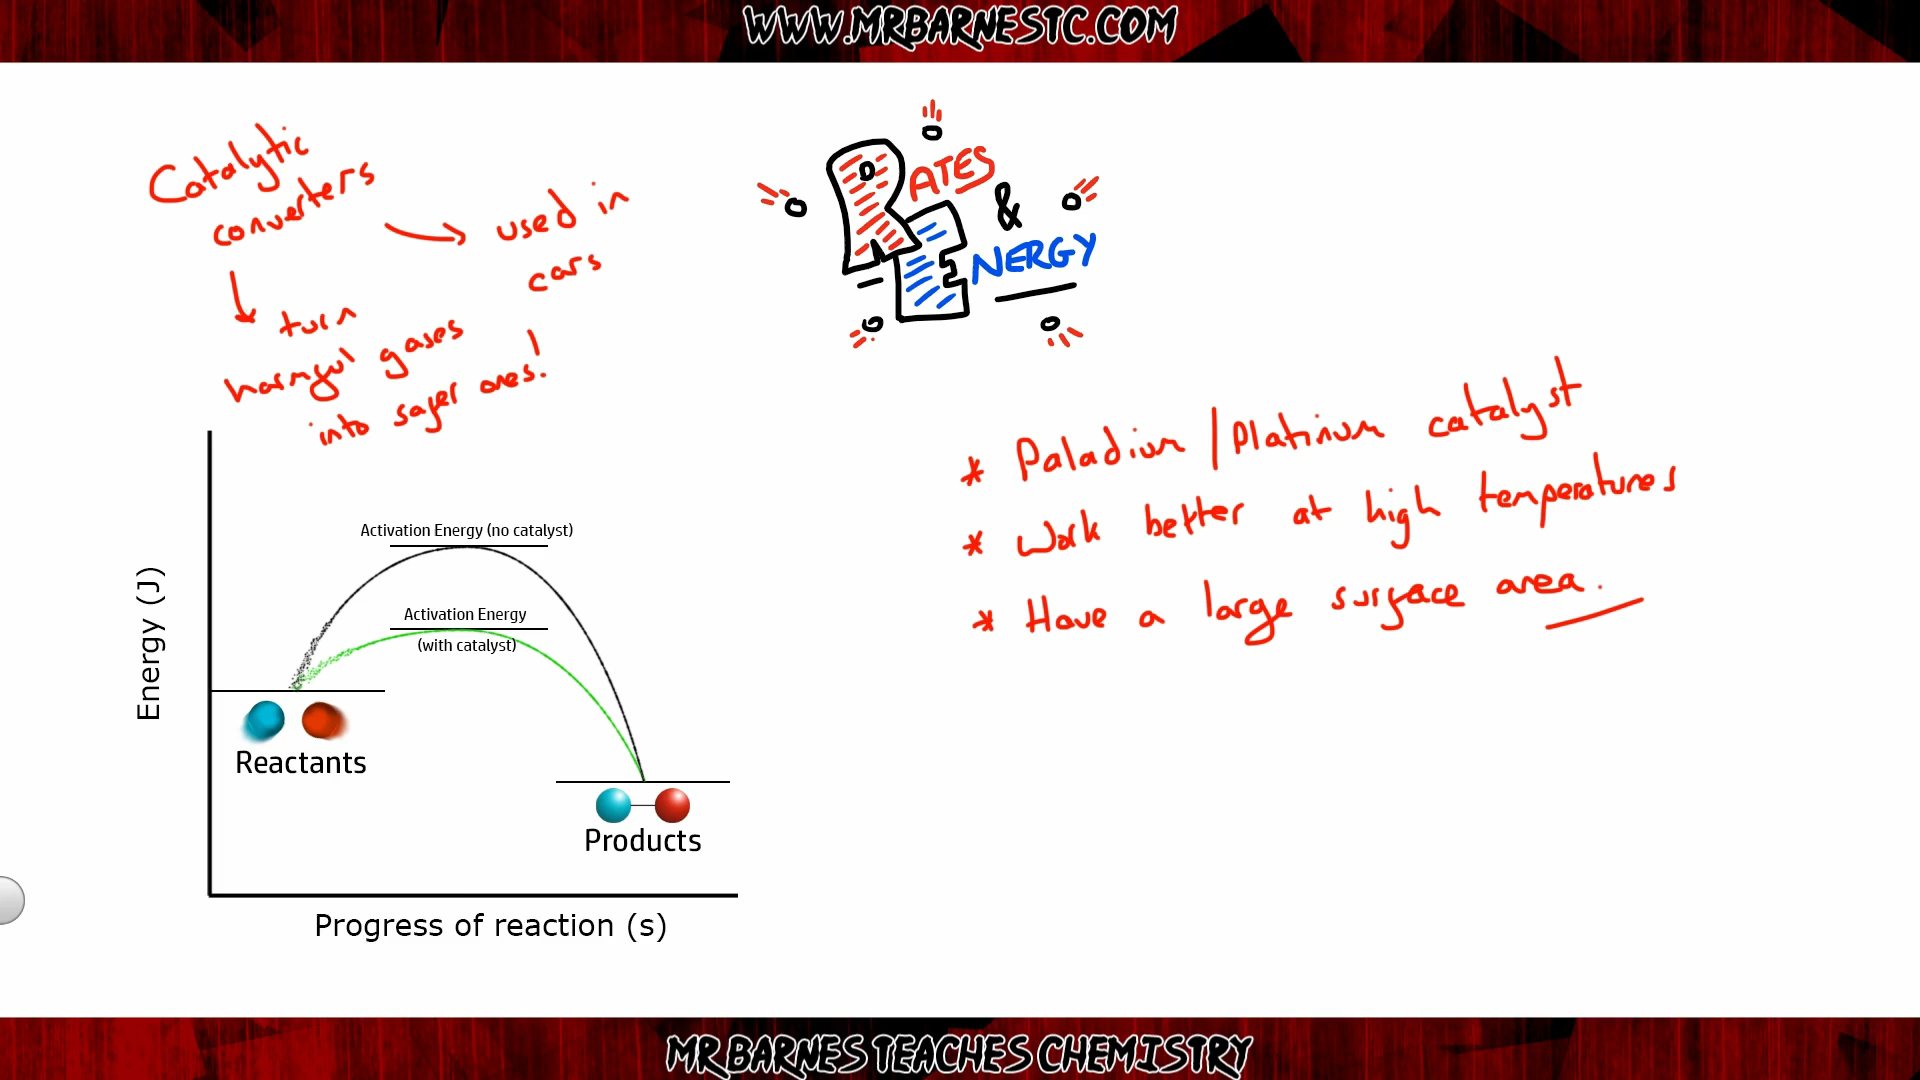 WWW.MRBARNESTC.COM
Catalytic
converters
used in
cars
turn
harmful gases
into safer ones!
RATES
&
ENERGY
* Paladium/Platinum catalyst
* Work better at high temperatures
* Have a large surface area.
Activation Energy (no catalyst)
Activation Energy
(with catalyst)
Energy (J)
Reactants
Products
Progress of reaction (s)
MR BARNES TEACHES CHEMISTRY